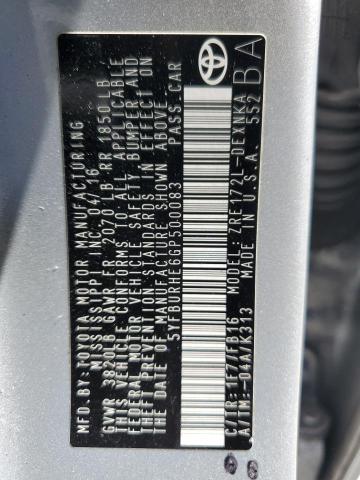 MFD.BY:TOYOTA MOTOR MANUFACTURING
MISSISSIPPI INC. 04/16
GVWR 3820LB GAWR FR 2070LB RR 1850LB
THIS VEHICLE CONFORMS TO ALL APPLICABLE
FEDERAL MOTOR VEHICLE SAFETY, BUMPER AND
THEFT PREVENTION STANDARDS IN EFFECT ON
THE DATE OF MANUFACTURE SHOWN ABOVE.
5YFBURHE6GP500083 PASS.CAR
C/TR:1F7/FB16 MODEL:ZRE172L-DEXNKA
A/TM:-04A/K313 MADE IN U.S.A. 552
BA
TOYOTA